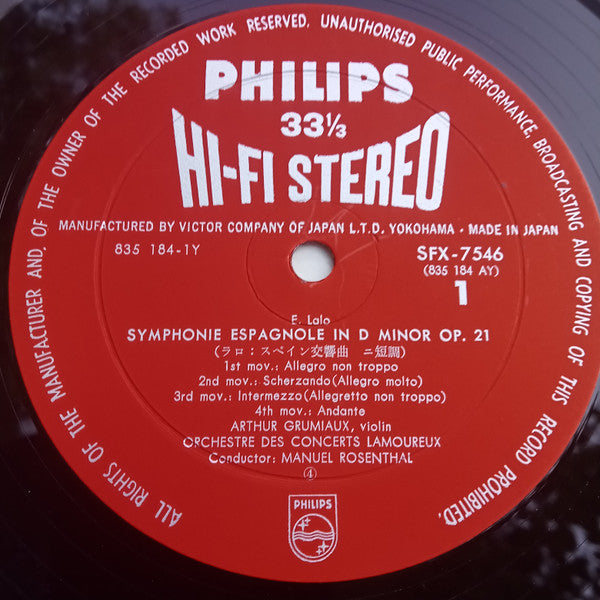 ALL RIGHTS OF THE MANUFACTURER AND, OF THE OWNER OF THE RECORDED WORK RESERVED. UNAUTHORISED PUBLIC PERFORMANCE, BROADCASTING AND COPYING OF THIS RECORD PROHIBITED.
PHILIPS
33⅓
HI-FI STEREO
MANUFACTURED BY VICTOR COMPANY OF JAPAN L.T.D. YOKOHAMA · MADE IN JAPAN
835 184-1Y
SFX-7546
(835 184 AY)
1
E. Lalo
SYMPHONIE ESPAGNOLE IN D MINOR OP. 21
(ラロ：スペイン交響曲 ニ短調)
1st mov.: Allegro non troppo
2nd mov.: Scherzando(Allegro molto)
3rd mov.: Intermezzo(Allegretto non troppo)
4th mov.: Andante
ARTHUR GRUMIAUX, violin
ORCHESTRE DES CONCERTS LAMOUREUX
Conductor: MANUEL ROSENTHAL
④
PHILIPS